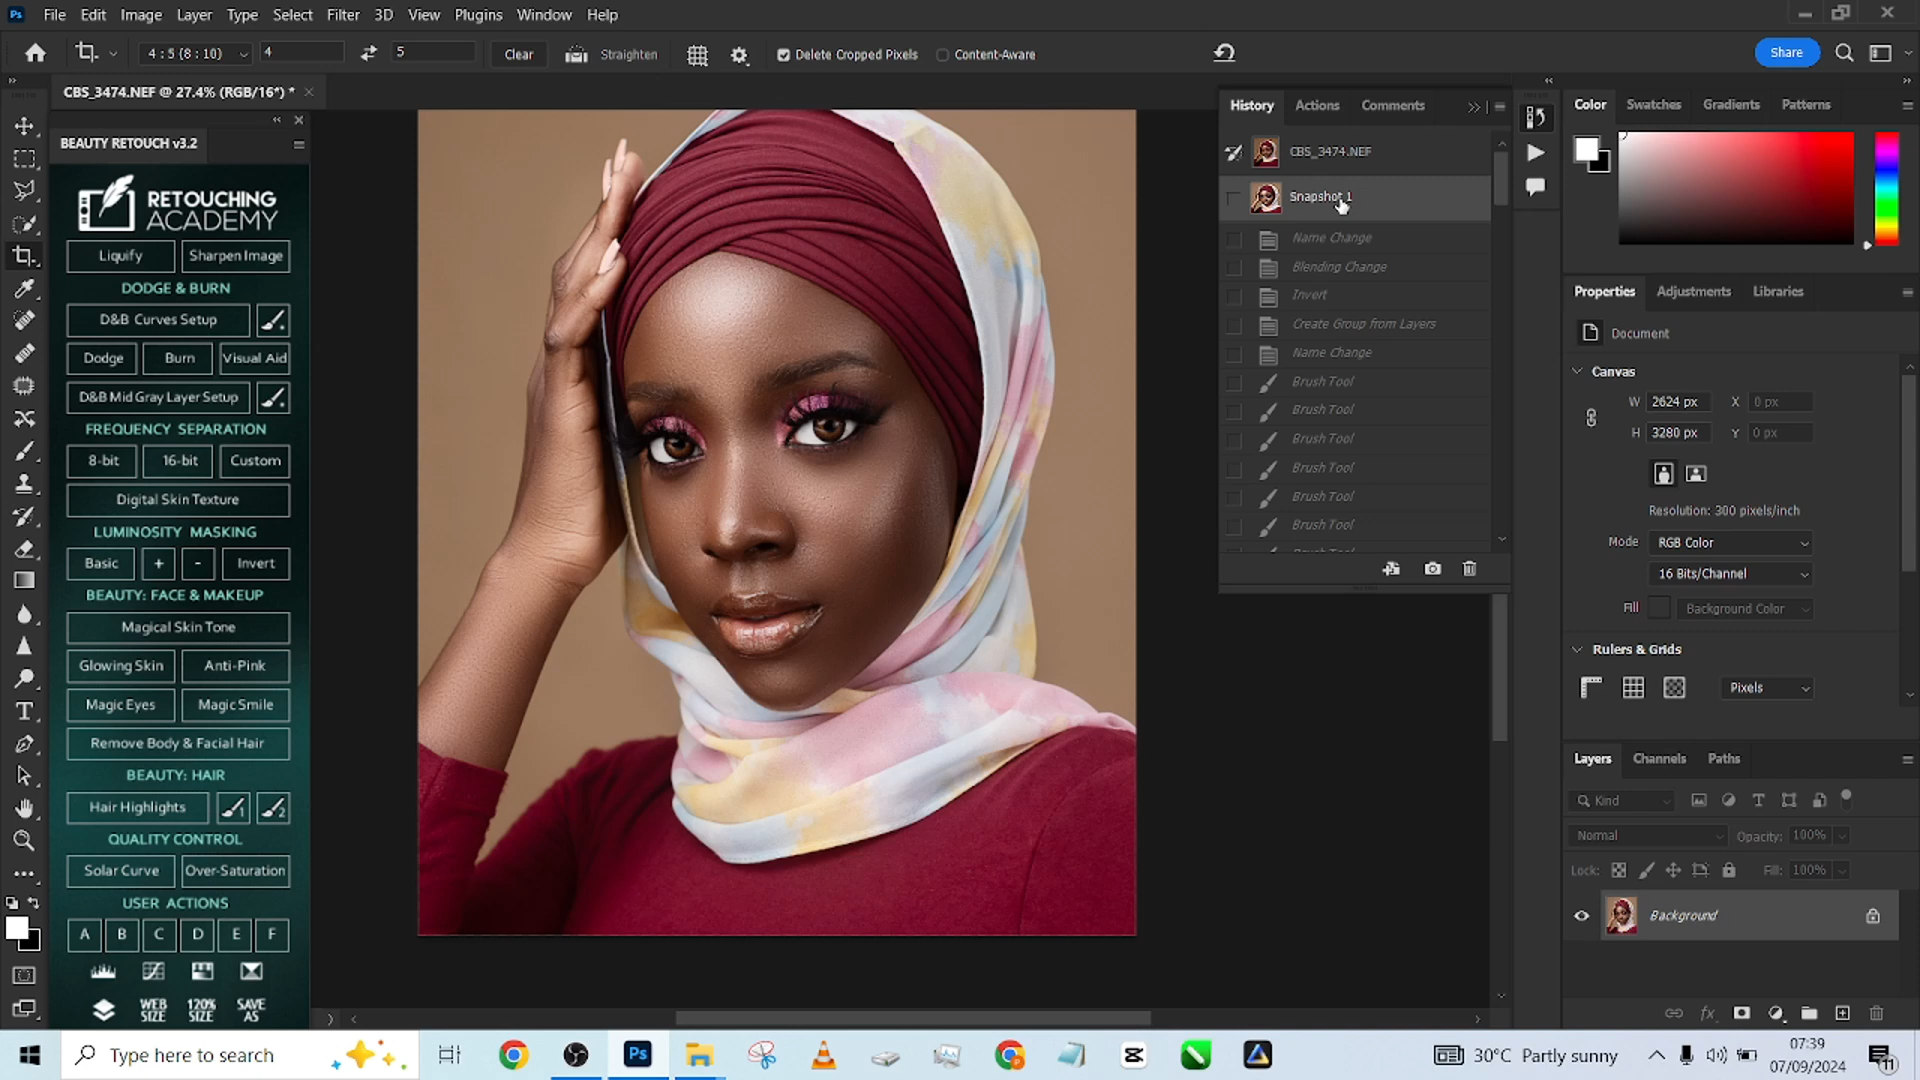 Ps File Edit Image Layer Type Select Filter 3D View Plugins Window Help
4 : 5 (8 : 10) 4 5 Clear Straighten Delete Cropped Pixels Content-Aware Share
CBS_3474.NEF @ 27.4% (RGB/16*) *
BEAUTY RETOUCH v3.2
RETOUCHING
ACADEMY
Liquify Sharpen Image
DODGE & BURN
D&B Curves Setup
Dodge Burn Visual Aid
D&B Mid Gray Layer Setup
FREQUENCY SEPARATION
8-bit 16-bit Custom
Digital Skin Texture
LUMINOSITY MASKING
Basic + - Invert
BEAUTY: FACE & MAKEUP
Magical Skin Tone
Glowing Skin Anti-Pink
Magic Eyes Magic Smile
Remove Body & Facial Hair
BEAUTY: HAIR
Hair Highlights 1 2
QUALITY CONTROL
Solar Curve Over-Saturation
USER ACTIONS
A B C D E F
WEB SIZE 120% SIZE SAVE AS
History Actions Comments
CBS_3474.NEF
Snapshot 1
Name Change
Blending Change
Invert
Create Group from Layers
Name Change
Brush Tool
Brush Tool
Brush Tool
Brush Tool
Brush Tool
Brush Tool
Color Swatches Gradients Patterns
Properties Adjustments Libraries
Document
Canvas
W 2624 px X 0 px
H 3280 px Y 0 px
Resolution: 300 pixels/inch
Mode RGB Color
16 Bits/Channel
Fill Background Color
Rulers & Grids
Pixels
Layers Channels Paths
Kind
Normal Opacity: 100%
Lock: Fill: 100%
Background
Type here to search
30°C Partly sunny
07:39
07/09/2024
11